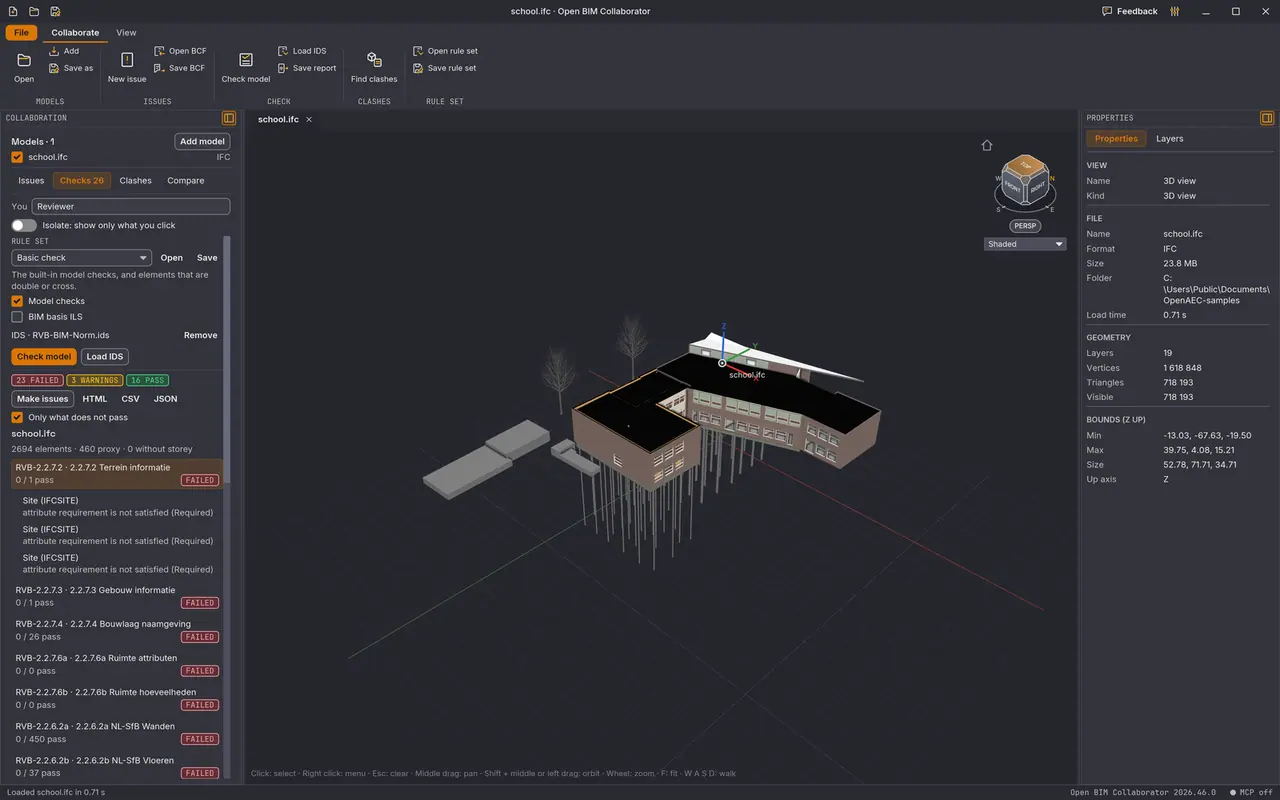 school.ifc · Open BIM Collaborator
Feedback
File
Collaborate
View
Open
Add
Save as
MODELS
New issue
Open BCF
Save BCF
ISSUES
Check model
Load IDS
Save report
CHECK
Find clashes
CLASHES
Open rule set
Save rule set
RULE SET
COLLABORATION
Models · 1
Add model
school.ifc
IFC
Issues
Checks 26
Clashes
Compare
You
Reviewer
Isolate: show only what you click
RULE SET
Basic check
Open
Save
The built-in model checks, and elements that are
double or cross.
Model checks
BIM basis ILS
IDS · RVB-BIM-Norm.ids
Remove
Check model
Load IDS
23 FAILED
3 WARNINGS
16 PASS
Make issues
HTML
CSV
JSON
Only what does not pass
school.ifc
2694 elements · 460 proxy · 0 without storey
RVB-2.2.7.2 · 2.2.7.2 Terrein informatie
0 / 1 pass
FAILED
Site (IFCSITE)
attribute requirement is not satisfied (Required)
Site (IFCSITE)
attribute requirement is not satisfied (Required)
Site (IFCSITE)
attribute requirement is not satisfied (Required)
RVB-2.2.7.3 · 2.2.7.3 Gebouw informatie
0 / 1 pass
FAILED
RVB-2.2.7.4 · 2.2.7.4 Bouwlaag naamgeving
0 / 26 pass
FAILED
RVB-2.2.7.6a · 2.2.7.6a Ruimte attributen
0 / 0 pass
FAILED
RVB-2.2.7.6b · 2.2.7.6b Ruimte hoeveelheden
0 / 0 pass
FAILED
RVB-2.2.6.2a · 2.2.6.2a NL-SfB Wanden
0 / 450 pass
FAILED
RVB-2.2.6.2b · 2.2.6.2b NL-SfB Vloeren
0 / 37 pass
FAILED
school.ifc
TOP
FRONT
RIGHT
W
N
S
E
PERSP
Shaded
Z
Y
school.ifc
Click: select · Right click: menu · Esc: clear · Middle drag: pan · Shift + middle or left drag: orbit · Wheel: zoom · F: fit · W A S D: walk
PROPERTIES
Properties
Layers
VIEW
Name 3D view
Kind 3D view
FILE
Name school.ifc
Format IFC
Size 23.8 MB
Folder C:
\Users\Public\Documents\
OpenAEC-samples
Load time 0.71 s
GEOMETRY
Layers 19
Vertices 1 618 848
Triangles 718 193
Visible 718 193
BOUNDS (Z UP)
Min -13.03, -67.63, -19.50
Max 39.75, 4.08, 15.21
Size 52.78, 71.71, 34.71
Up axis Z
Loaded school.ifc in 0.71 s
Open BIM Collaborator 2026.46.0
MCP off